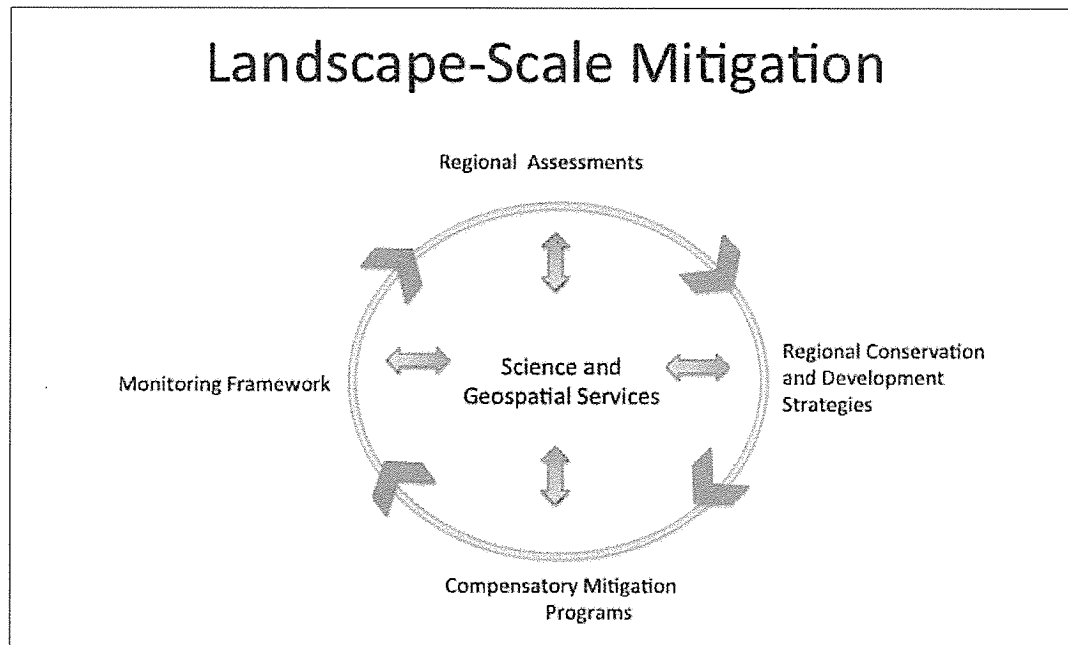 Landscape-Scale Mitigation
Regional Assessments
Science and
Geospatial Services
Regional Conservation
and Development
Strategies
Monitoring Framework
Compensatory Mitigation
Programs